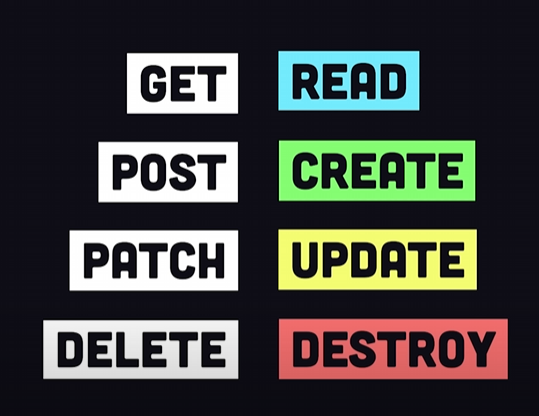 GET READ
POST CREATE
PATCH UPDATE
DELETE DESTROY